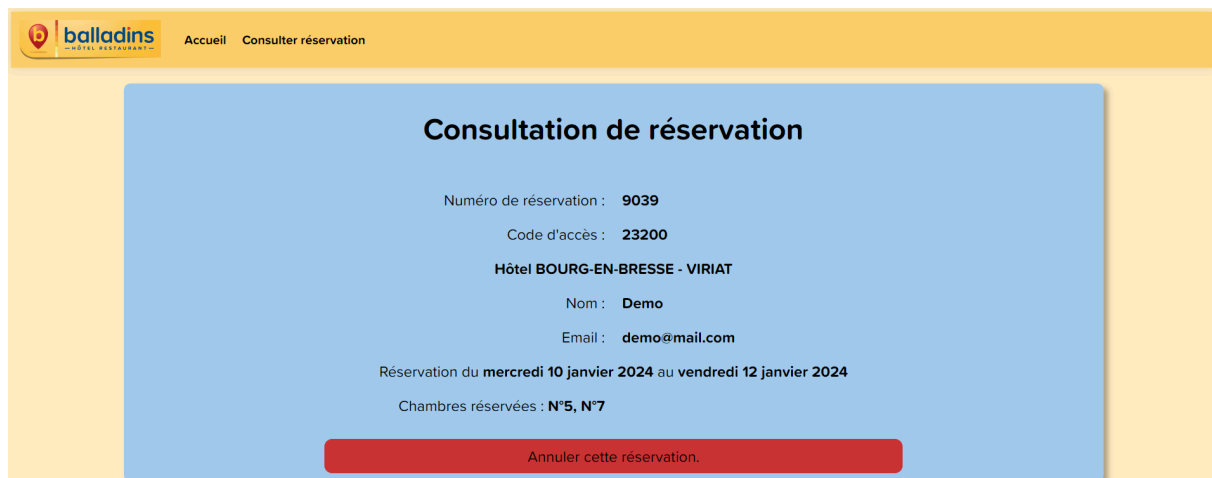 b balladins
HÔTEL RESTAURANT
Accueil Consulter réservation
Consultation de réservation
Numéro de réservation : 9039
Code d'accès : 23200
Hôtel BOURG-EN-BRESSE - VIRIAT
Nom : Demo
Email : demo@mail.com
Réservation du mercredi 10 janvier 2024 au vendredi 12 janvier 2024
Chambres réservées : N°5, N°7
Annuler cette réservation.